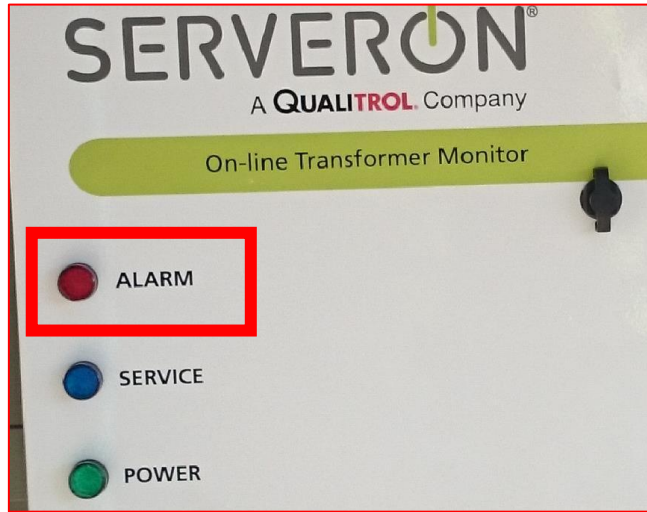 SERVERON®
A QUALITROL Company
On-line Transformer Monitor
ALARM
SERVICE
POWER